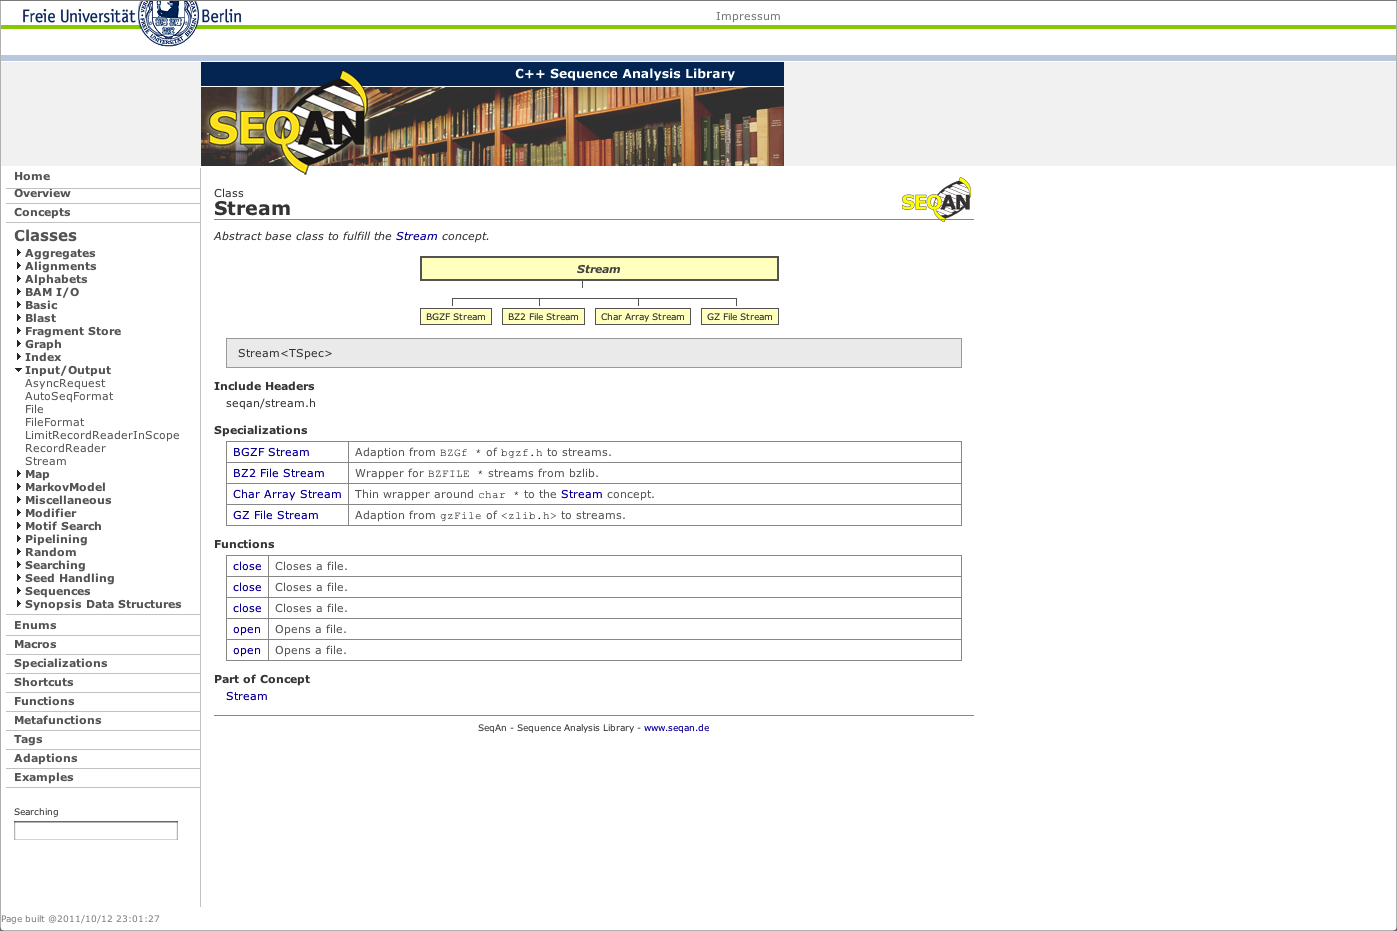 Freie Universität Berlin
Impressum
C++ Sequence Analysis Library
SEQAN
Home
Overview
Concepts
Classes
Aggregates
Alignments
Alphabets
BAM I/O
Basic
Blast
Fragment Store
Graph
Index
Input/Output
AsyncRequest
AutoSeqFormat
File
FileFormat
LimitRecordReaderInScope
RecordReader
Stream
Map
MarkovModel
Miscellaneous
Modifier
Motif Search
Pipelining
Random
Searching
Seed Handling
Sequences
Synopsis Data Structures
Enums
Macros
Specializations
Shortcuts
Functions
Metafunctions
Tags
Adaptions
Examples
Searching
Class
Stream
SEQAN
Abstract base class to fulfill the Stream concept.
Stream
BGZF Stream BZ2 File Stream Char Array Stream GZ File Stream
Stream<TSpec>
Include Headers
seqan/stream.h
Specializations
BGZF Stream Adaption from BZGf * of bgzf.h to streams.
BZ2 File Stream Wrapper for BZFILE * streams from bzlib.
Char Array Stream Thin wrapper around char * to the Stream concept.
GZ File Stream Adaption from gzFile of <zlib.h> to streams.
Functions
close Closes a file.
close Closes a file.
close Closes a file.
open Opens a file.
open Opens a file.
Part of Concept
Stream
SeqAn - Sequence Analysis Library - www.seqan.de
Page built @2011/10/12 23:01:27